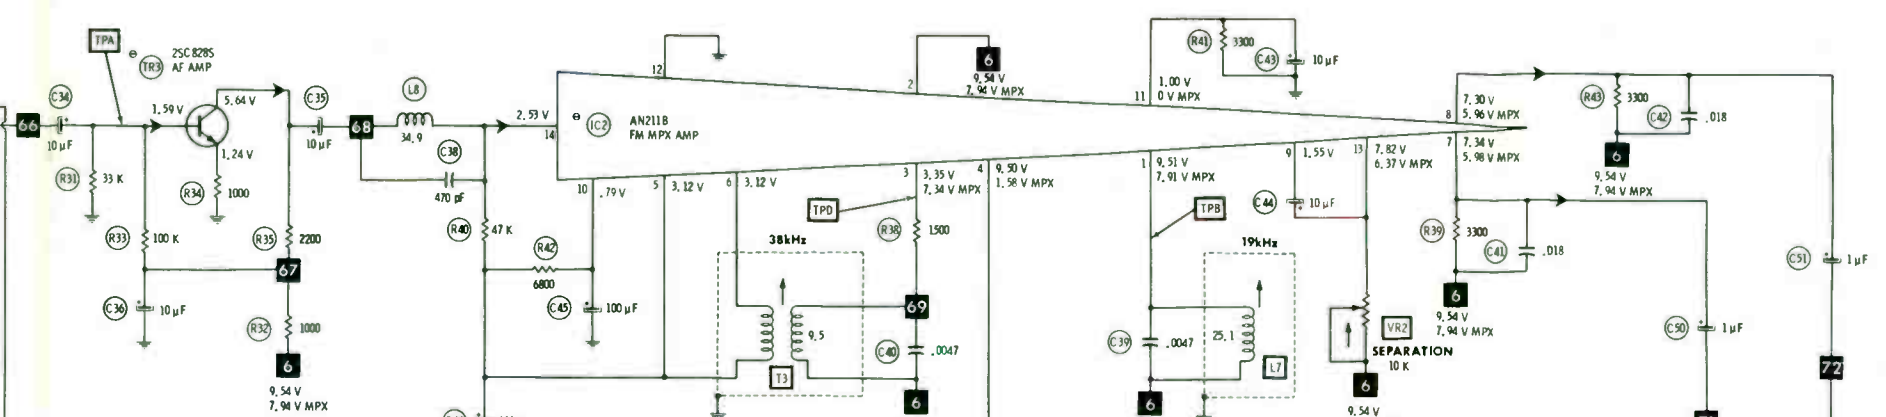 TPA
⊖
TR3
2SC828S
AF AMP
C34
66
10 µF
1.59 V
5.64 V
1.24 V
R31
33 K
R34
1000
R33
100 K
C36
10 µF
R35
2200
67
R32
1000
6
9.54 V
7.94 V MPX
C35
10 µF
68
L8
34.9
C38
470 pF
R40
47 K
R42
6800
C45
100 µF
2.53 V
14
⊖
IC2
AN211B
FM MPX AMP
12
10
.79 V
5
3.12 V
6
3.12 V
2
6
9.54 V
7.94 V MPX
3
3.35 V
7.34 V MPX
4
9.50 V
1.58 V MPX
TPD
R38
1500
38kHz
9.5
T3
69
C40
.0047
6
11
1.00 V
0 V MPX
R41
3300
C43
10 µF
1
9.51 V
7.91 V MPX
TPB
19kHz
C39
.0047
25.1
L7
6
9
1.55 V
13
7.82 V
6.37 V MPX
C44
10 µF
VR2
SEPARATION
10 K
6
9.54 V
8
7.30 V
5.96 V MPX
7
7.34 V
5.98 V MPX
R43
3300
C42
.018
6
9.54 V
7.94 V MPX
R39
3300
C41
.018
6
9.54 V
7.94 V MPX
C50
1 µF
C51
1 µF
72